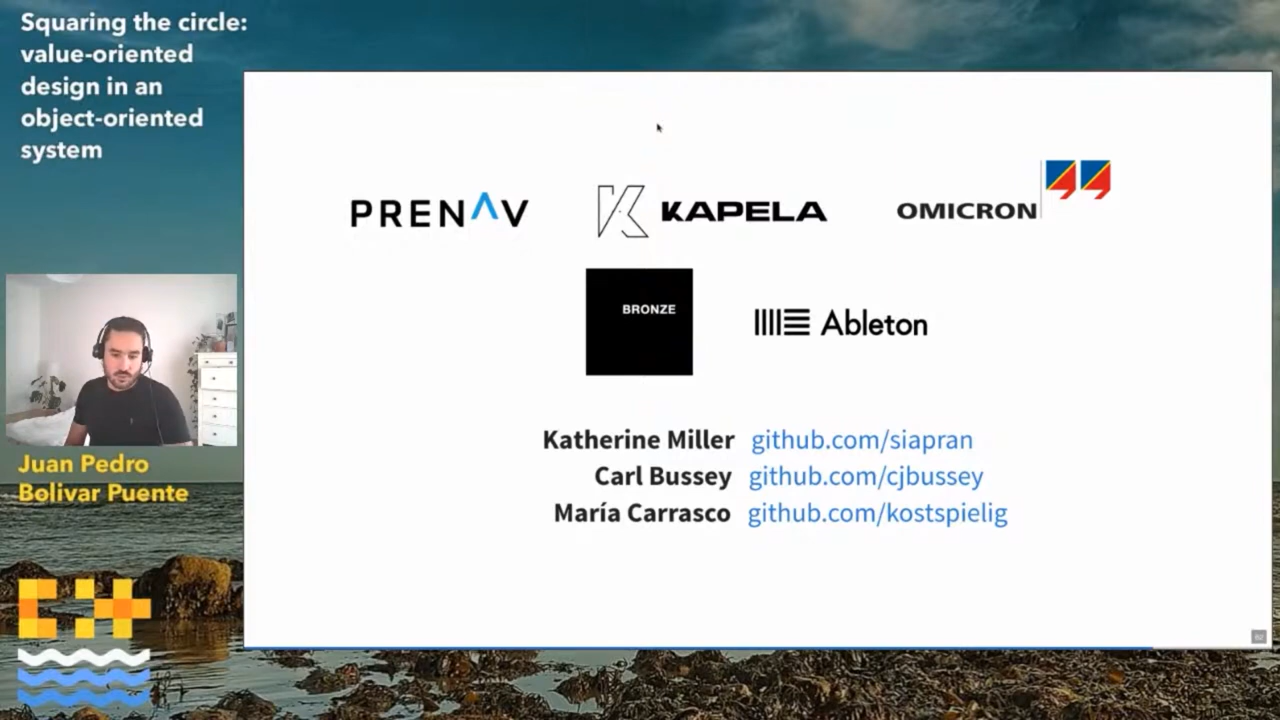 Squaring the circle:
value-oriented
design in an
object-oriented
system
PRENAV
K KAPELA
OMICRON
BRONZE
Ableton
Katherine Miller github.com/siapran
Carl Bussey github.com/cjbussey
María Carrasco github.com/kostspielig
Juan Pedro
Bolivar Puente
C++